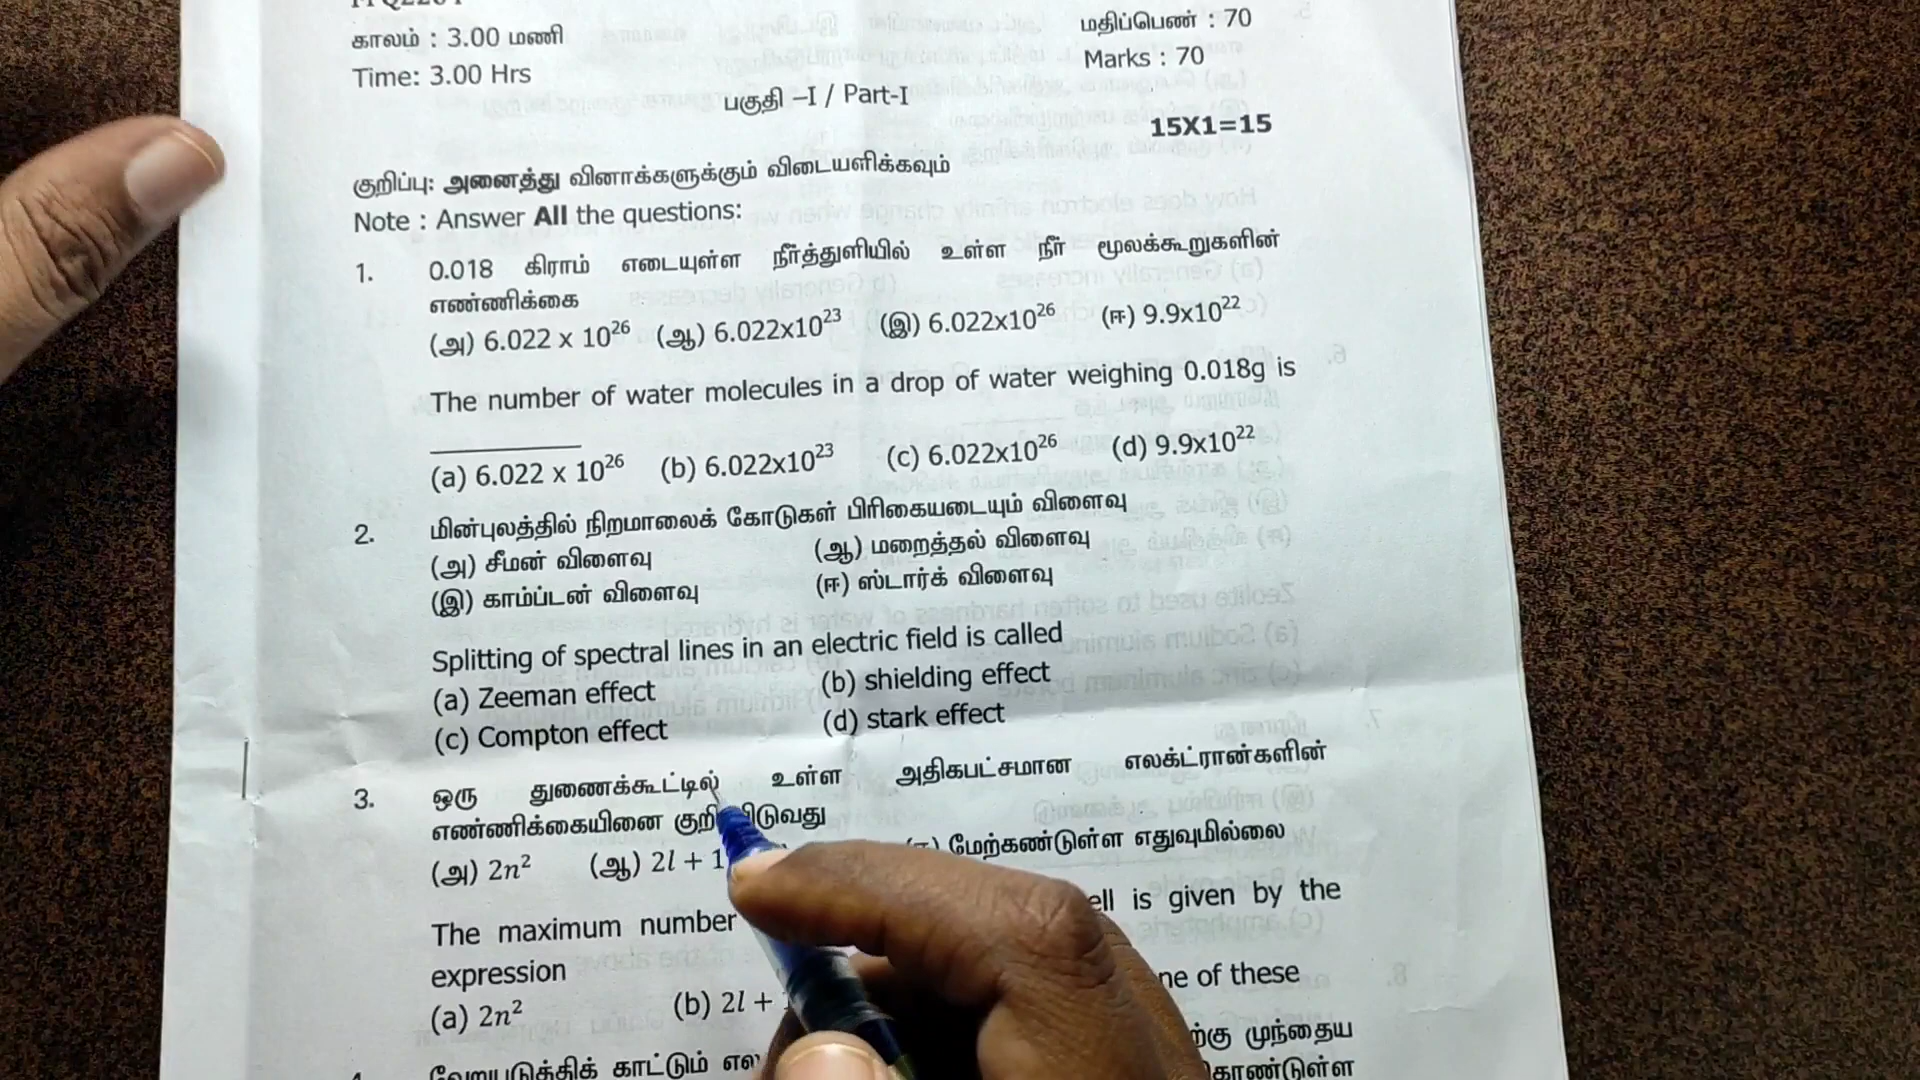 காலம் : 3.00 மணி
மதிப்பெண் : 70
Time: 3.00 Hrs
Marks : 70
பகுதி –I / Part-I
15X1=15
குறிப்பு: அனைத்து வினாக்களுக்கும் விடையளிக்கவும்
Note : Answer All the questions:
1. 0.018 கிராம் எடையுள்ள நீர்த்துளியில் உள்ள நீர் மூலக்கூறுகளின்
எண்ணிக்கை
(அ) 6.022 x 10²⁶ (ஆ) 6.022x10²³ (இ) 6.022x10²⁶ (ஈ) 9.9x10²²
The number of water molecules in a drop of water weighing 0.018g is
(a) 6.022 x 10²⁶ (b) 6.022x10²³ (c) 6.022x10²⁶ (d) 9.9x10²²
2. மின்புலத்தில் நிறமாலைக் கோடுகள் பிரிகையடையும் விளைவு
(அ) சீமன் விளைவு (ஆ) மறைத்தல் விளைவு
(இ) காம்ப்டன் விளைவு (ஈ) ஸ்டார்க் விளைவு
Splitting of spectral lines in an electric field is called
(a) Zeeman effect (b) shielding effect
(c) Compton effect (d) stark effect
3. ஒரு துணைக்கூட்டில் உள்ள அதிகபட்சமான எலக்ட்ரான்களின்
எண்ணிக்கையினை
(அ) 2n² (ஆ) 2l + 1 மேற்கண்டுள்ள எதுவுமில்லை
The maximum number is given by the
expression
(a) 2n² (b) 2l + of these
முந்தைய
வேறுபடுத்திக் காட்டும்